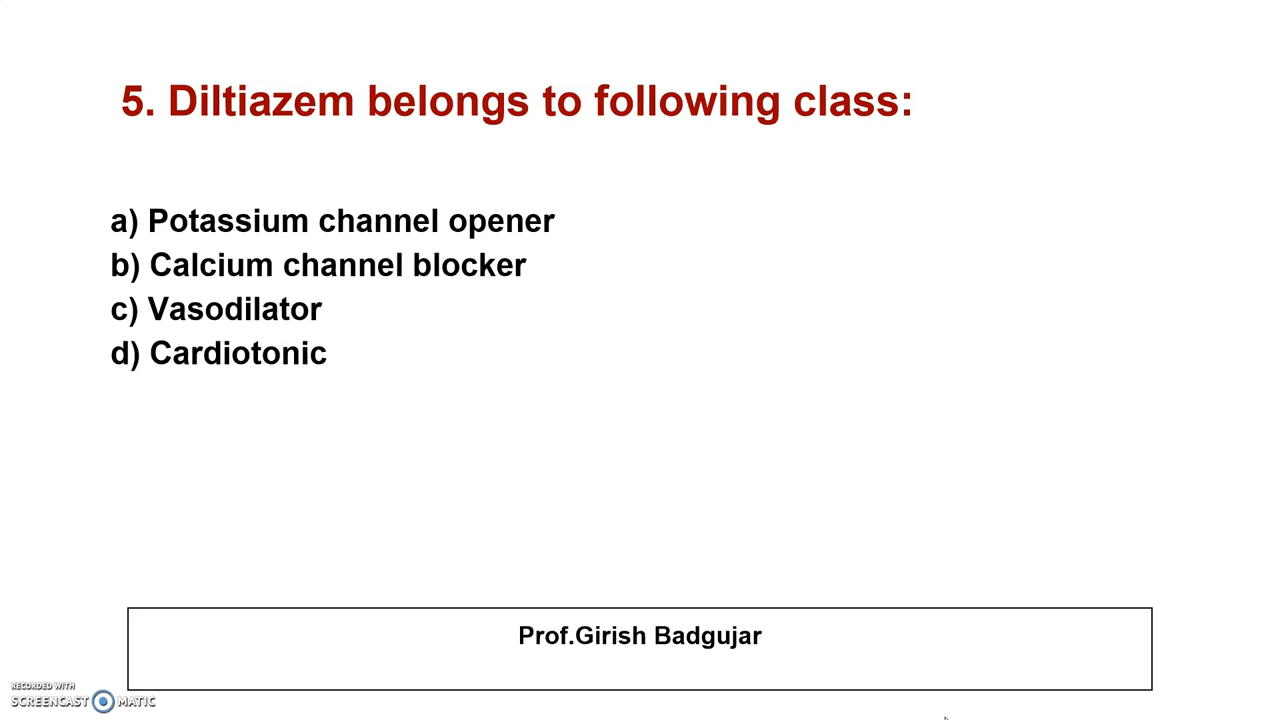 5. Diltiazem belongs to following class:
a) Potassium channel opener
b) Calcium channel blocker
c) Vasodilator
d) Cardiotonic
Prof.Girish Badgujar
RECORDED WITH
SCREENCAST MATIC